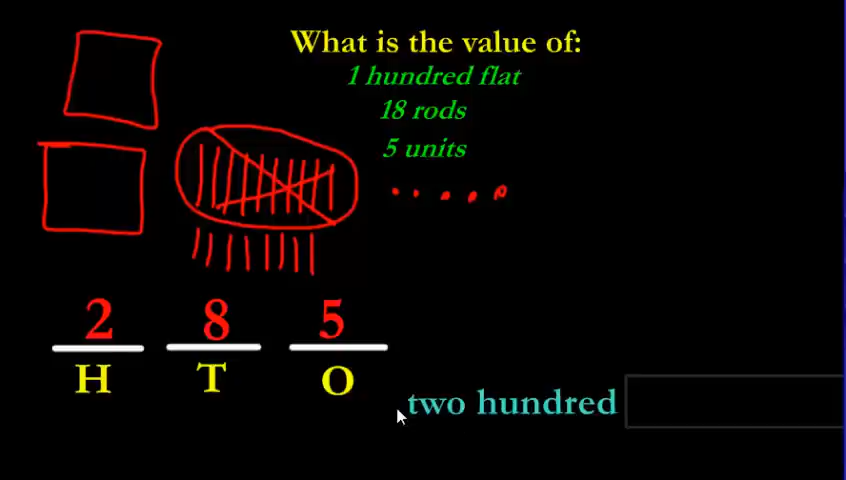 What is the value of:
1 hundred flat
18 rods
5 units
2 8 5
H T O
two hundred